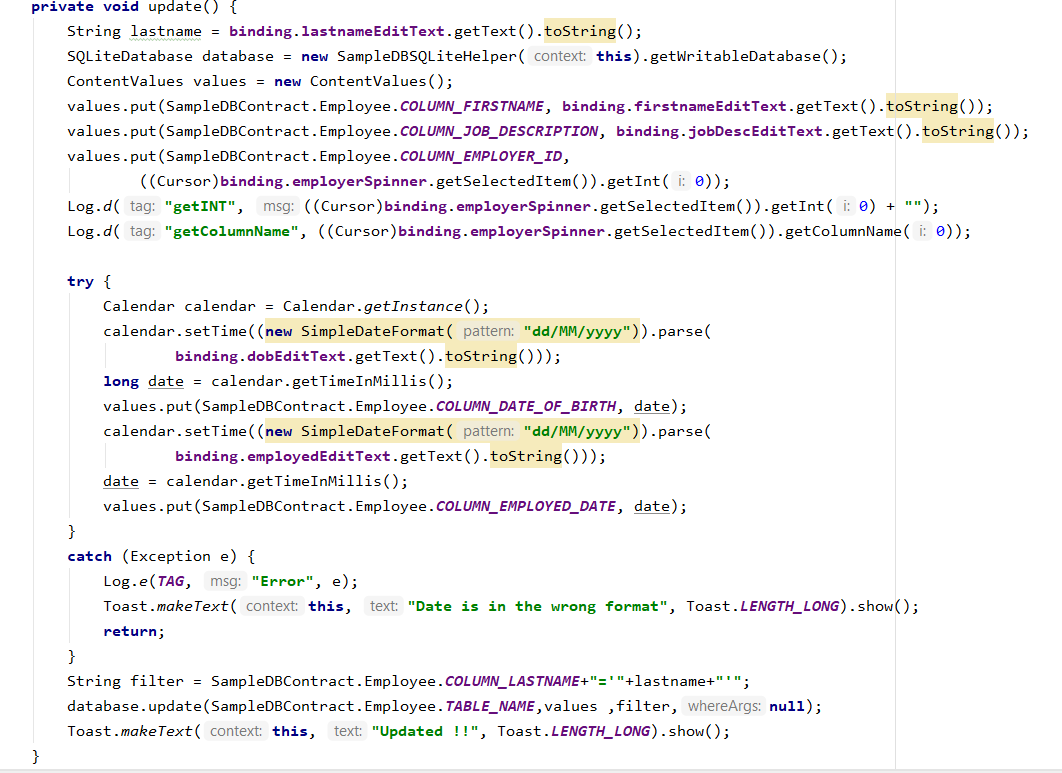 private void update() {
String lastname = binding.lastnameEditText.getText().toString();
SQLiteDatabase database = new SampleDBSQLiteHelper( context: this).getWritableDatabase();
ContentValues values = new ContentValues();
values.put(SampleDBContract.Employee.COLUMN_FIRSTNAME, binding.firstnameEditText.getText().toString());
values.put(SampleDBContract.Employee.COLUMN_JOB_DESCRIPTION, binding.jobDescEditText.getText().toString());
values.put(SampleDBContract.Employee.COLUMN_EMPLOYER_ID,
((Cursor)binding.employerSpinner.getSelectedItem()).getInt( i: 0));
Log.d( tag: "getINT", msg: ((Cursor)binding.employerSpinner.getSelectedItem()).getInt( i: 0) + "");
Log.d( tag: "getColumnName", ((Cursor)binding.employerSpinner.getSelectedItem()).getColumnName( i: 0));
try {
Calendar calendar = Calendar.getInstance();
calendar.setTime((new SimpleDateFormat( pattern: "dd/MM/yyyy")).parse(
binding.dobEditText.getText().toString()));
long date = calendar.getTimeInMillis();
values.put(SampleDBContract.Employee.COLUMN_DATE_OF_BIRTH, date);
calendar.setTime((new SimpleDateFormat( pattern: "dd/MM/yyyy")).parse(
binding.employedEditText.getText().toString()));
date = calendar.getTimeInMillis();
values.put(SampleDBContract.Employee.COLUMN_EMPLOYED_DATE, date);
}
catch (Exception e) {
Log.e(TAG, msg: "Error", e);
Toast.makeText( context: this, text: "Date is in the wrong format", Toast.LENGTH_LONG).show();
return;
}
String filter = SampleDBContract.Employee.COLUMN_LASTNAME+"='"+lastname+"'";
database.update(SampleDBContract.Employee.TABLE_NAME,values ,filter, whereArgs: null);
Toast.makeText( context: this, text: "Updated !!", Toast.LENGTH_LONG).show();
}